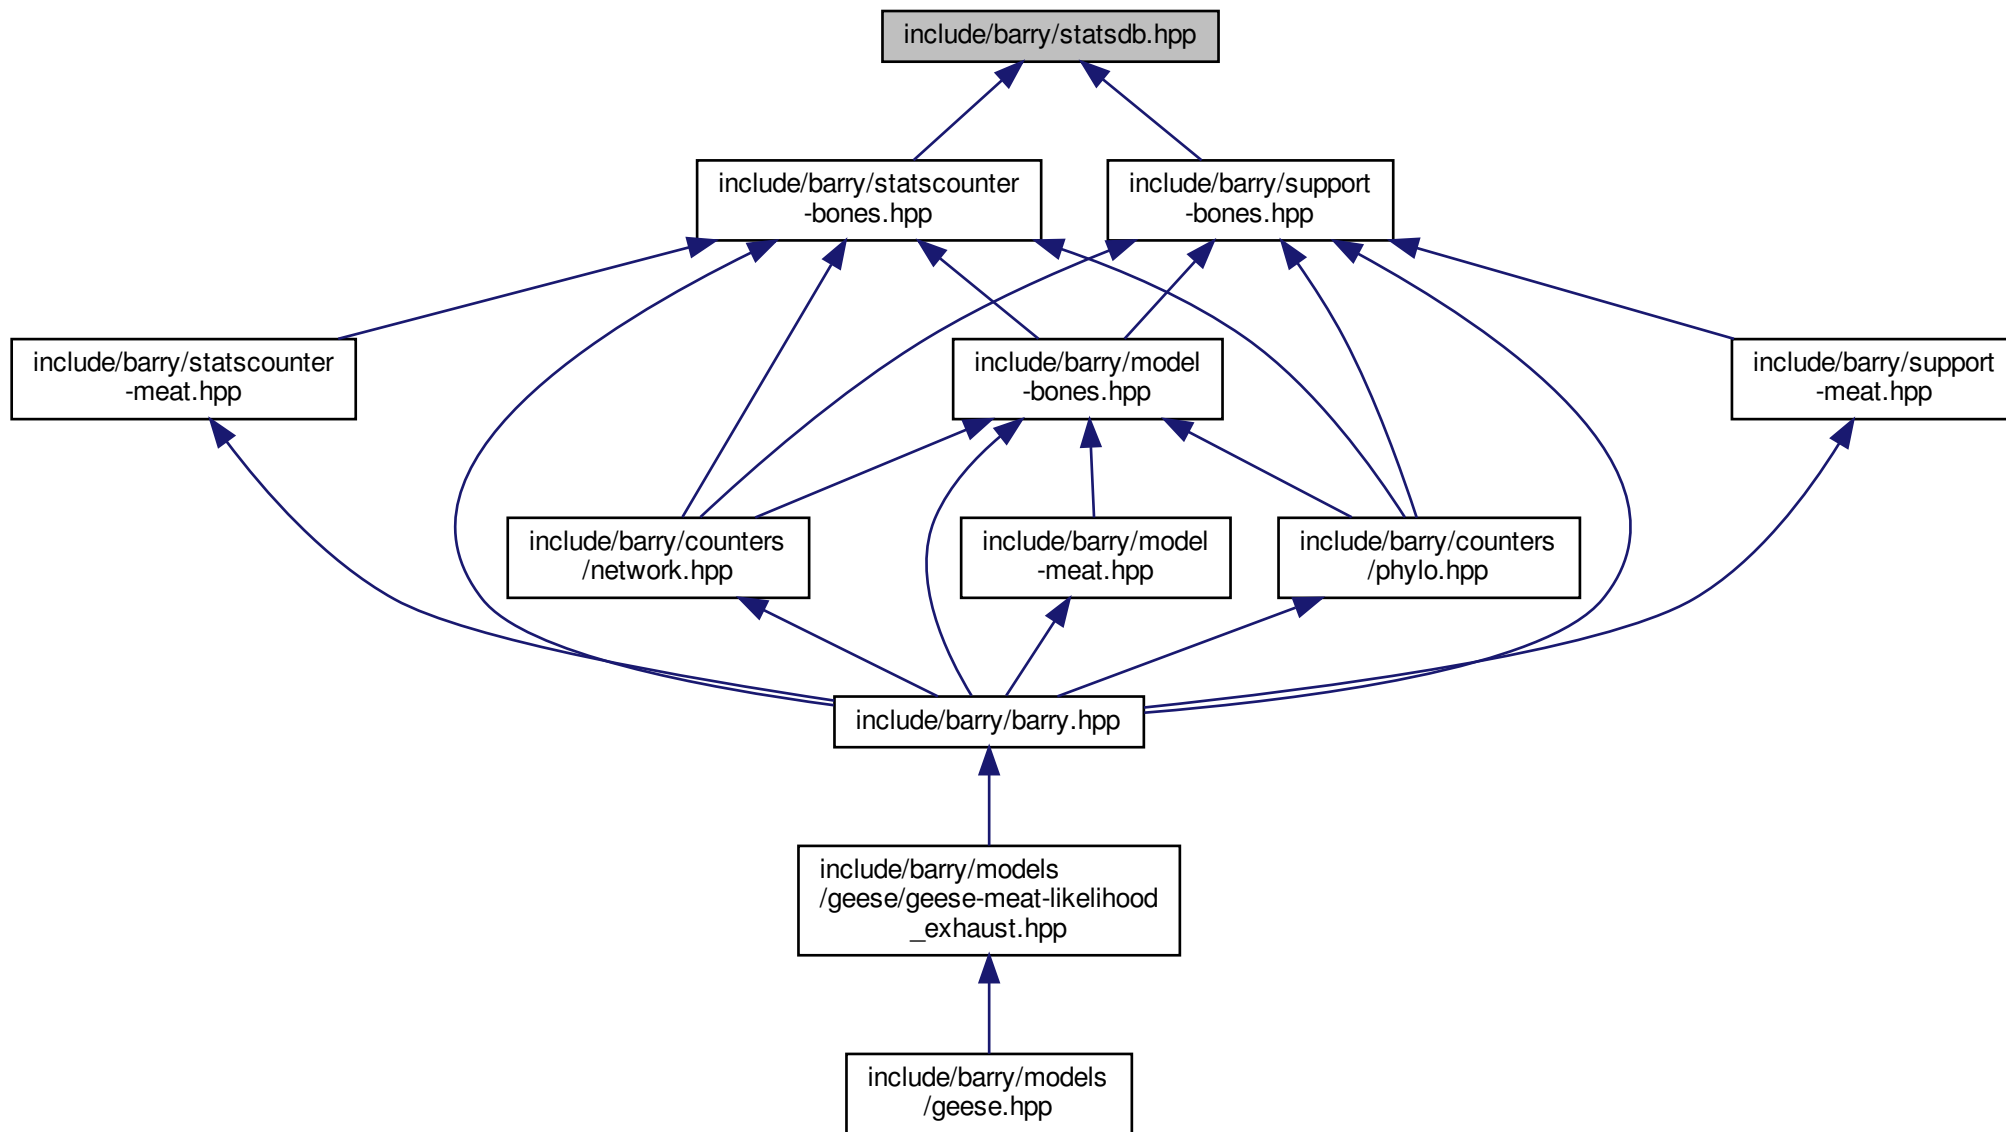 include/barry/statsdb.hpp
include/barry/statscounter
-bones.hpp
include/barry/support
-bones.hpp
include/barry/statscounter
-meat.hpp
include/barry/model
-bones.hpp
include/barry/support
-meat.hpp
include/barry/counters
/network.hpp
include/barry/model
-meat.hpp
include/barry/counters
/phylo.hpp
include/barry/barry.hpp
include/barry/models
/geese/geese-meat-likelihood
_exhaust.hpp
include/barry/models
/geese.hpp